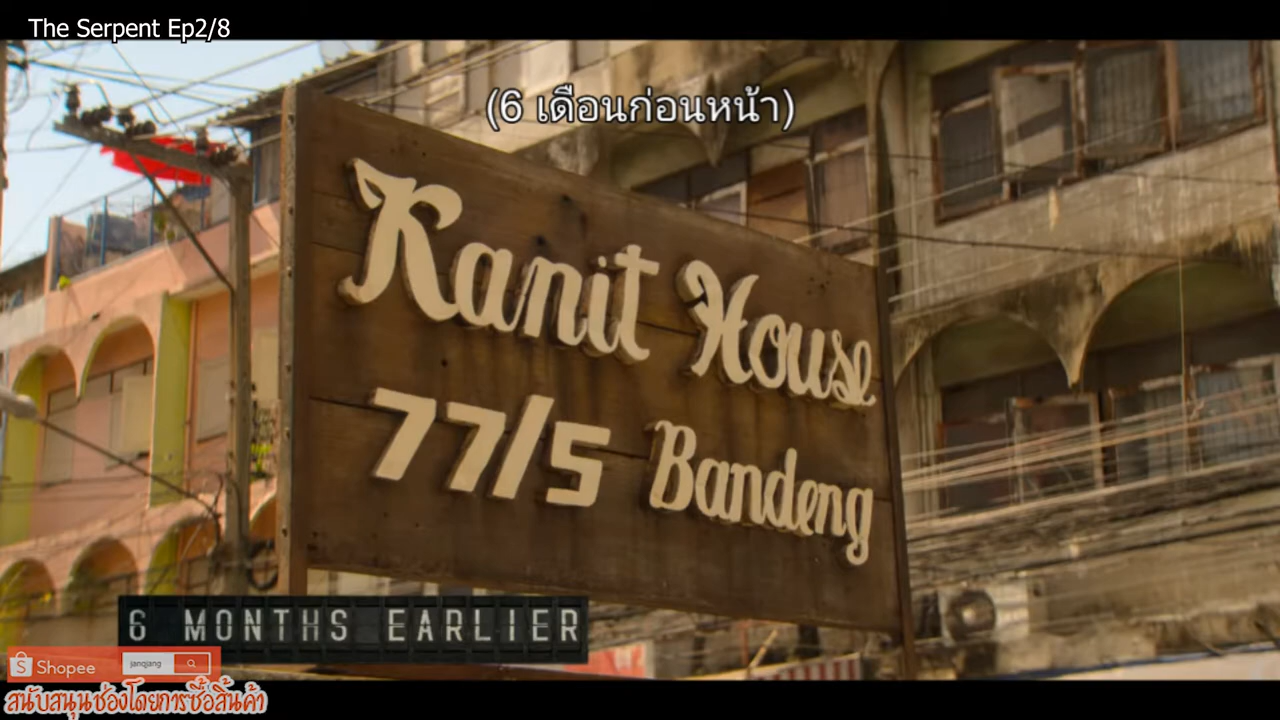 The Serpent Ep2/8
(6 เดือนก่อนหน้า)
Kanit House
77/5 Bandeng
6 MONTHS EARLIER
Shopee
janqjang
สนับสนุนช่องโดยการซื้อสิ้นค้า